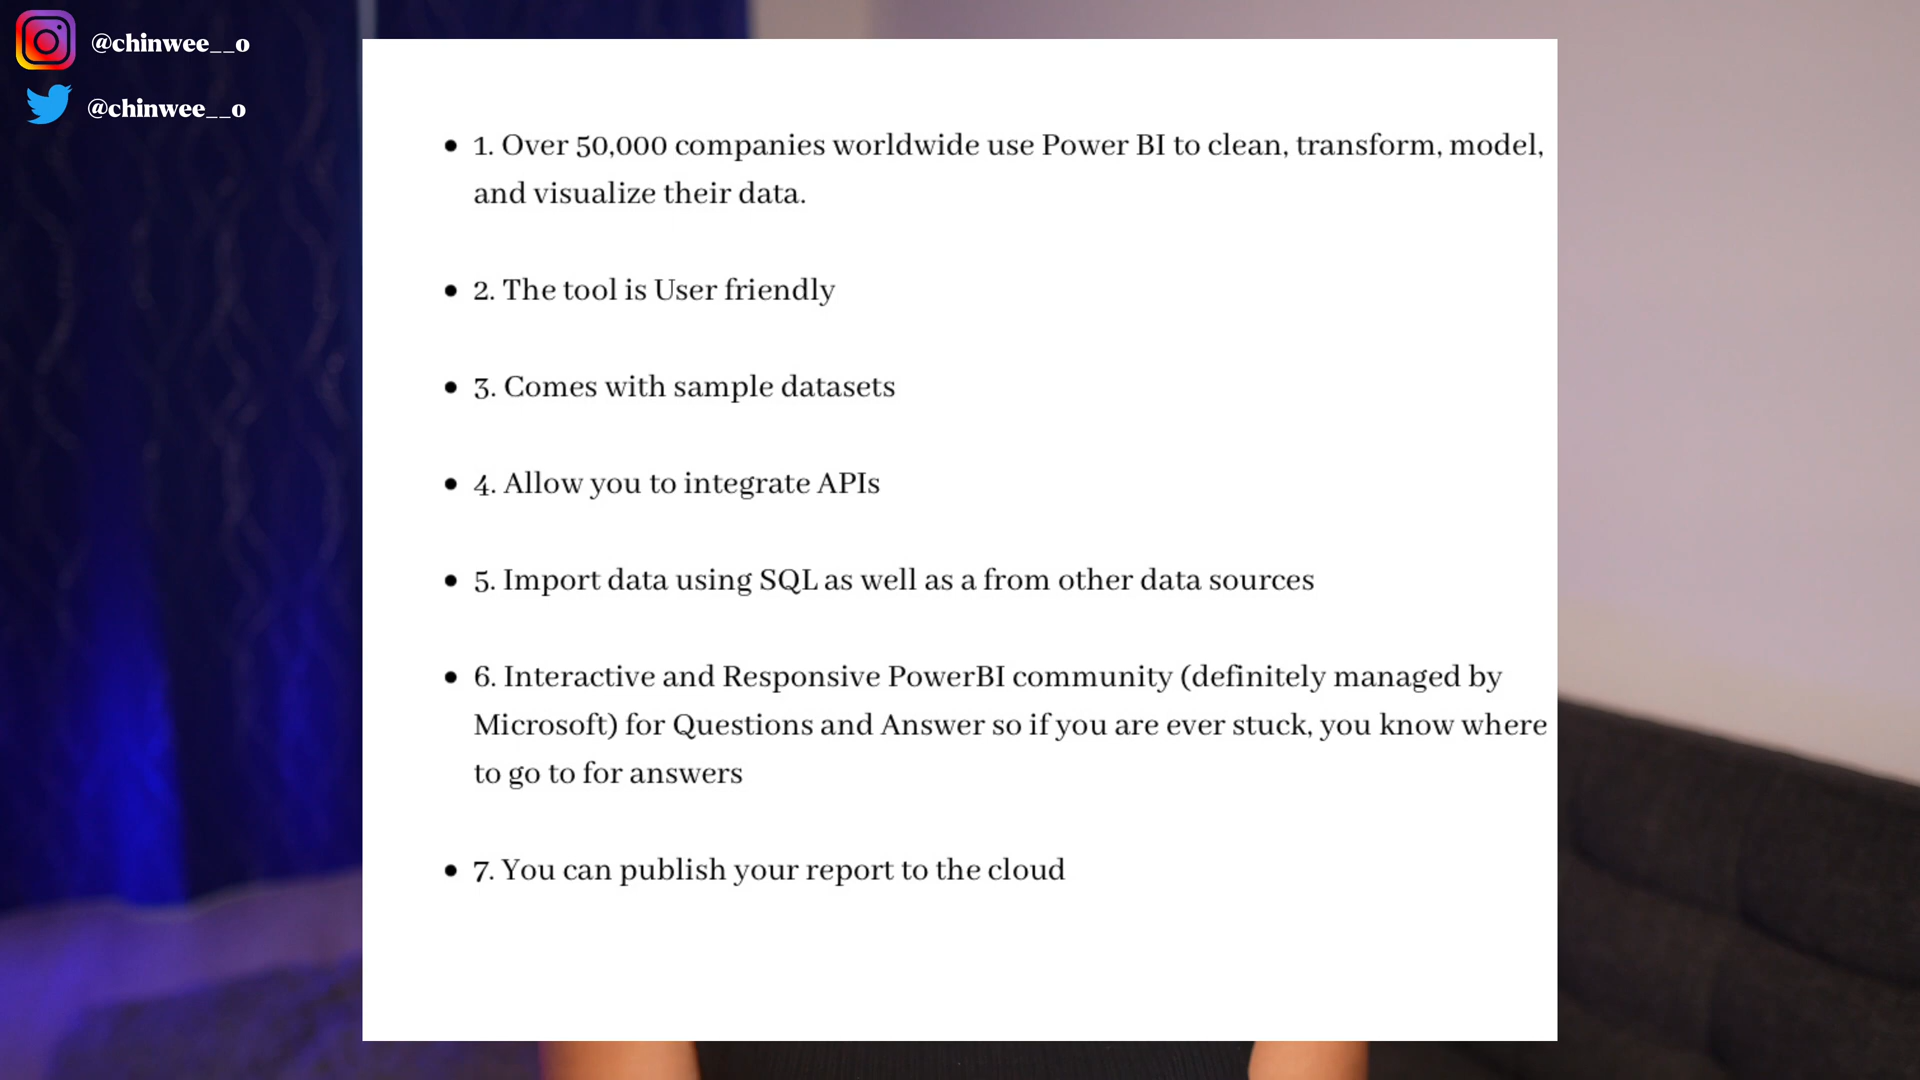 @chinwee__o
@chinwee__o
1. Over 50,000 companies worldwide use Power BI to clean, transform, model,
and visualize their data.
2. The tool is User friendly
3. Comes with sample datasets
4. Allow you to integrate APIs
5. Import data using SQL as well as a from other data sources
6. Interactive and Responsive PowerBI community (definitely managed by
Microsoft) for Questions and Answer so if you are ever stuck, you know where
to go to for answers
7. You can publish your report to the cloud